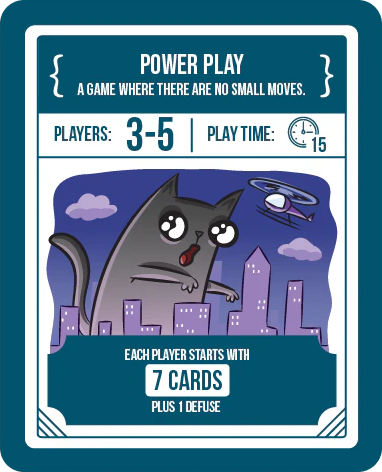 POWER PLAY
A GAME WHERE THERE ARE NO SMALL MOVES.
PLAYERS: 3-5 PLAY TIME: 15
EACH PLAYER STARTS WITH
7 CARDS
PLUS 1 DEFUSE